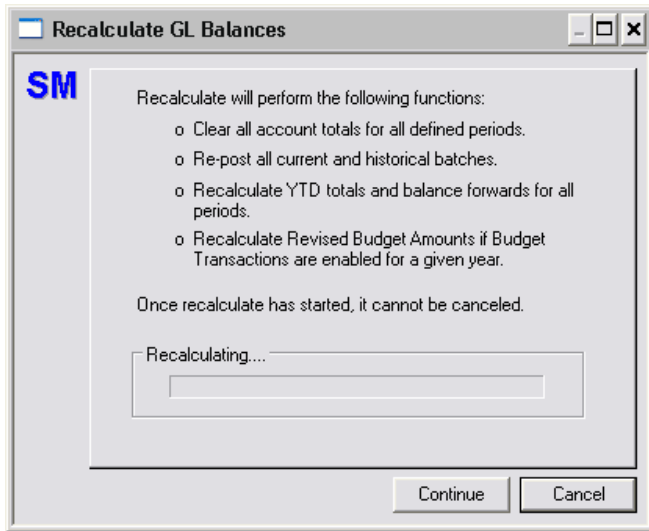 Recalculate GL Balances
SM
Recalculate will perform the following functions:
o Clear all account totals for all defined periods.
o Re-post all current and historical batches.
o Recalculate YTD totals and balance forwards for all
periods.
o Recalculate Revised Budget Amounts if Budget
Transactions are enabled for a given year.
Once recalculate has started, it cannot be canceled.
Recalculating....
Continue
Cancel